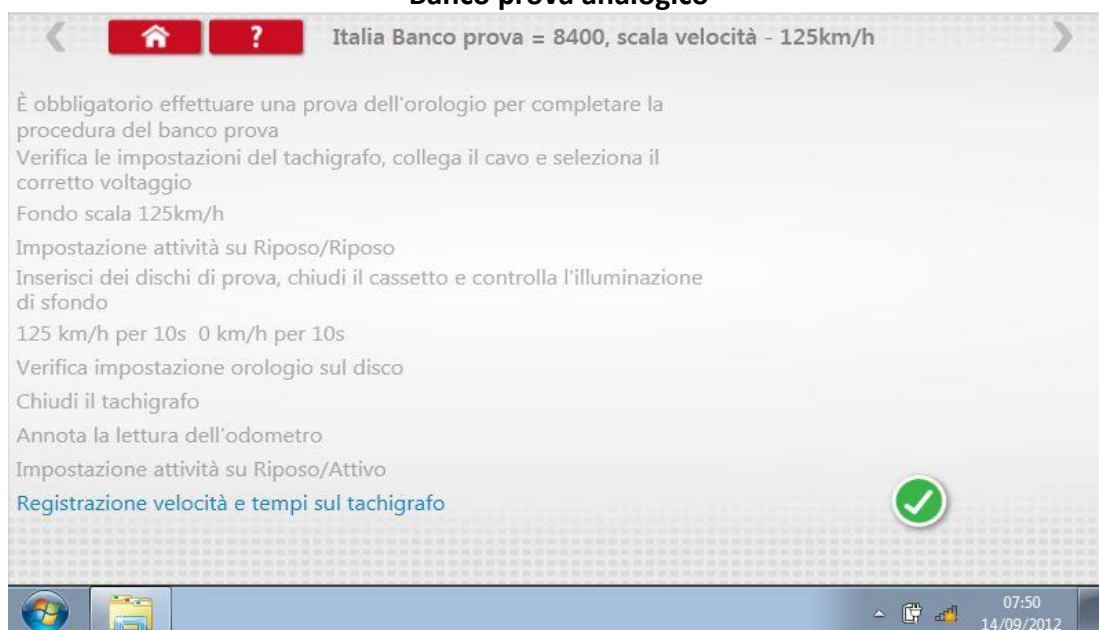 Banco prova analogico
? Italia Banco prova = 8400, scala velocità - 125km/h
È obbligatorio effettuare una prova dell'orologio per completare la
procedura del banco prova
Verifica le impostazioni del tachigrafo, collega il cavo e seleziona il
corretto voltaggio
Fondo scala 125km/h
Impostazione attività su Riposo/Riposo
Inserisci dei dischi di prova, chiudi il cassetto e controlla l'illuminazione
di sfondo
125 km/h per 10s 0 km/h per 10s
Verifica impostazione orologio sul disco
Chiudi il tachigrafo
Annota la lettura dell'odometro
Impostazione attività su Riposo/Attivo
Registrazione velocità e tempi sul tachigrafo
07:50
14/09/2012